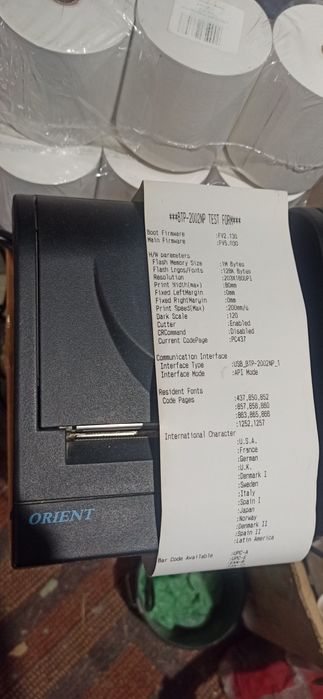 ***BTP-2002NP TEST FORM***
Boot Firmware :FV2.130
Main Firmware :FV5.100
H/W parameters
Flash Memory Size :1M Bytes
Flash Logos/Fonts :128K Bytes
Resolution :203X180DPI
Print Width(max) :80mm
Fixed LeftMargin :0mm
Fixed RightMargin :0mm
Print Speed(Max) :200mm/s
Dark Scale :120
Cutter :Enabled
CRCommand :Disabled
Current CodePage :PC437
Communication Interface
Interface Type :USB_BTP-2002NP_1
Interface Mode :API Mode
Resident Fonts
Code Pages :437,850,852
:857,858,860
:863,865,866
:1252,1257
International Character
:U.S.A.
:France
:German
:U.K.
:Denmark I
:Sweden
:Italy
:Spain I
:Japan
:Norway
:Denmark II
:Spain II
:Latin America
Bar Code Available :UPC-A
:UPC-E
ORIENT